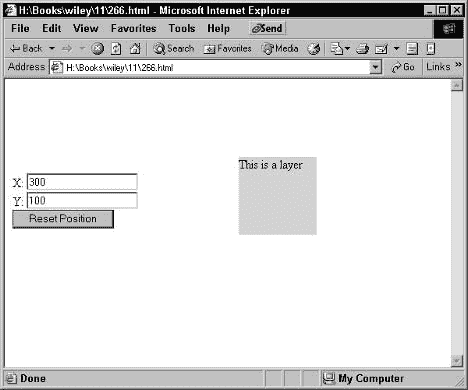 H:\Books\wiley\11\266.html - Microsoft Internet Explorer
File Edit View Favorites Tools Help Send
Back Search Favorites Media
Address H:\Books\wiley\11\266.html Go Links »
This is a layer
X: 300
Y: 100
Reset Position
Done My Computer